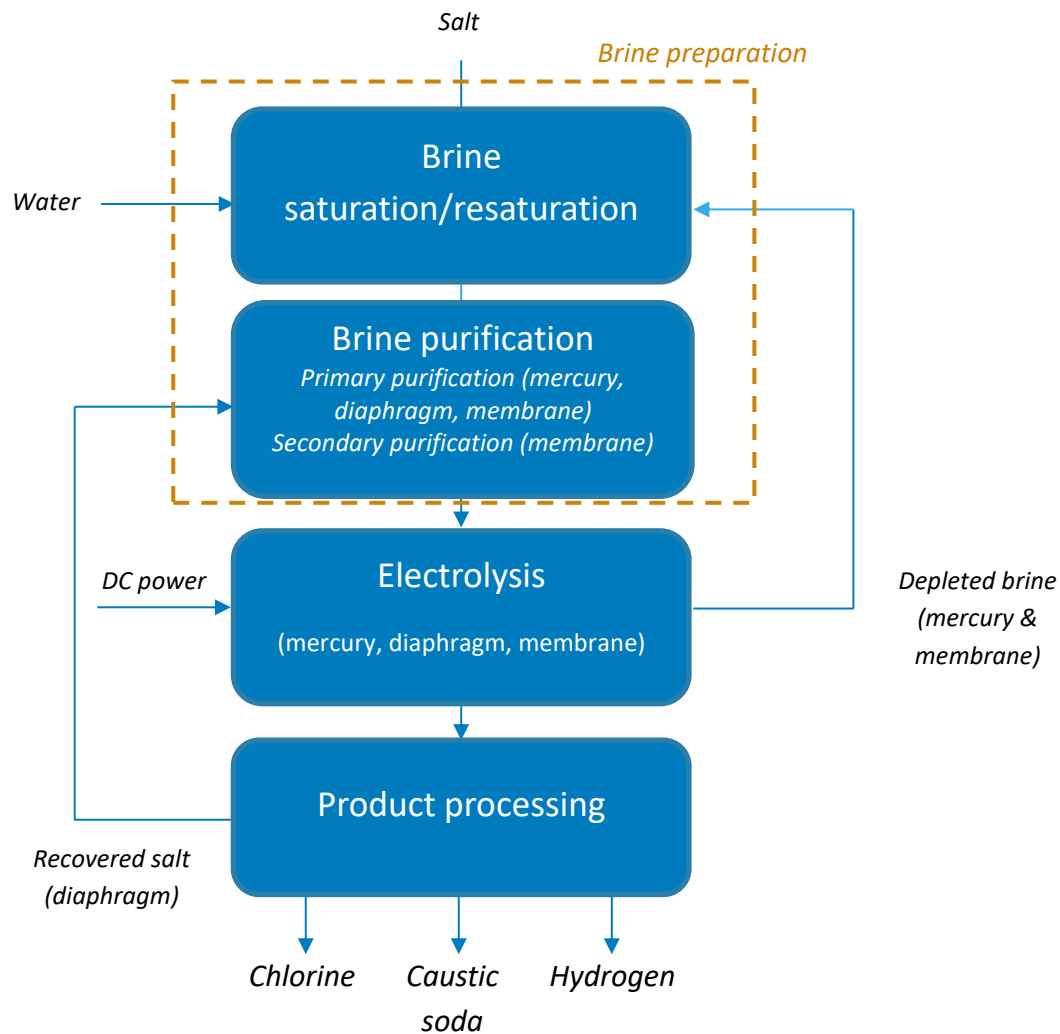 Salt
Brine preparation
Brine
saturation/resaturation
Water
Brine purification
Primary purification (mercury,
diaphragm, membrane)
Secondary purification (membrane)
Electrolysis
(mercury, diaphragm, membrane)
DC power
Depleted brine
(mercury &
membrane)
Product processing
Recovered salt
(diaphragm)
Chlorine
Caustic
soda
Hydrogen